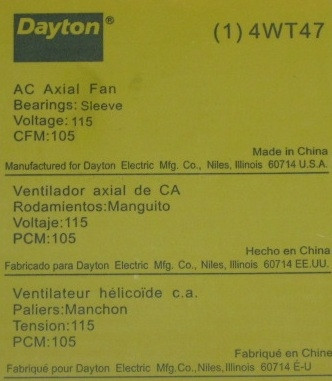 Dayton®
(1) 4WT47
AC Axial Fan
Bearings: Sleeve
Voltage: 115
CFM:105
Made in China
Manufactured for Dayton Electric Mfg. Co., Niles, Illinois 60714 U.S.A.
Ventilador axial de CA
Rodamientos:Manguito
Voltaje:115
PCM:105
Hecho en China
Fabricado para Dayton Electric Mfg. Co., Niles, Illinois 60714 EE.UU.
Ventilateur hélicoïde c.a.
Paliers:Manchon
Tension:115
PCM:105
Fabriqué en Chine
Fabriqué pour Dayton Electric Mfg.Co.,Niles,Illinois 60714 É-U